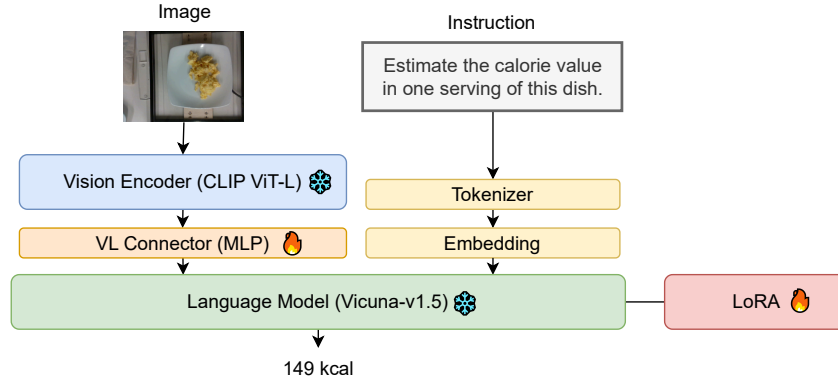 Image
Instruction
Estimate the calorie value
in one serving of this dish.
Vision Encoder (CLIP ViT-L)
Tokenizer
VL Connector (MLP)
Embedding
Language Model (Vicuna-v1.5)
LoRA
149 kcal